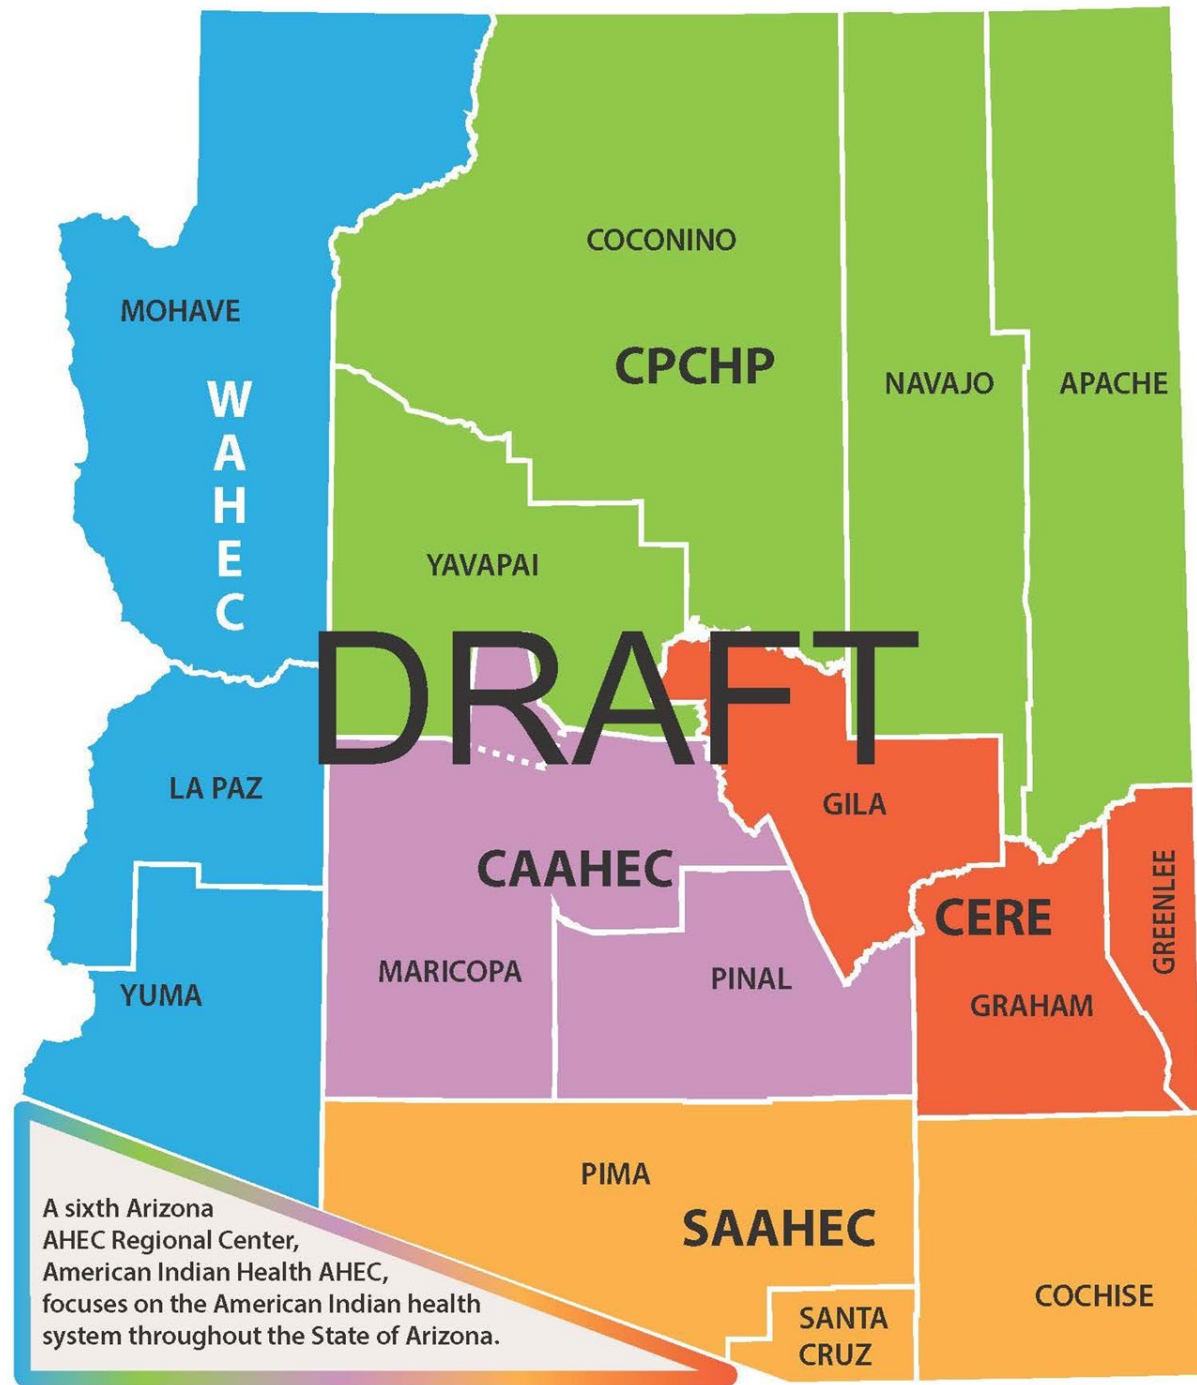 COCONINO
MOHAVE
CPCHP
NAVAJO
APACHE
WAHEC
YAVAPAI
DRAFT
LA PAZ
GILA
CAAHEC
GREENLEE
CERE
MARICOPA
PINAL
YUMA
GRAHAM
PIMA
SAAHEC
A sixth Arizona
AHEC Regional Center,
American Indian Health AHEC,
focuses on the American Indian health
system throughout the State of Arizona.
COCHISE
SANTA
CRUZ